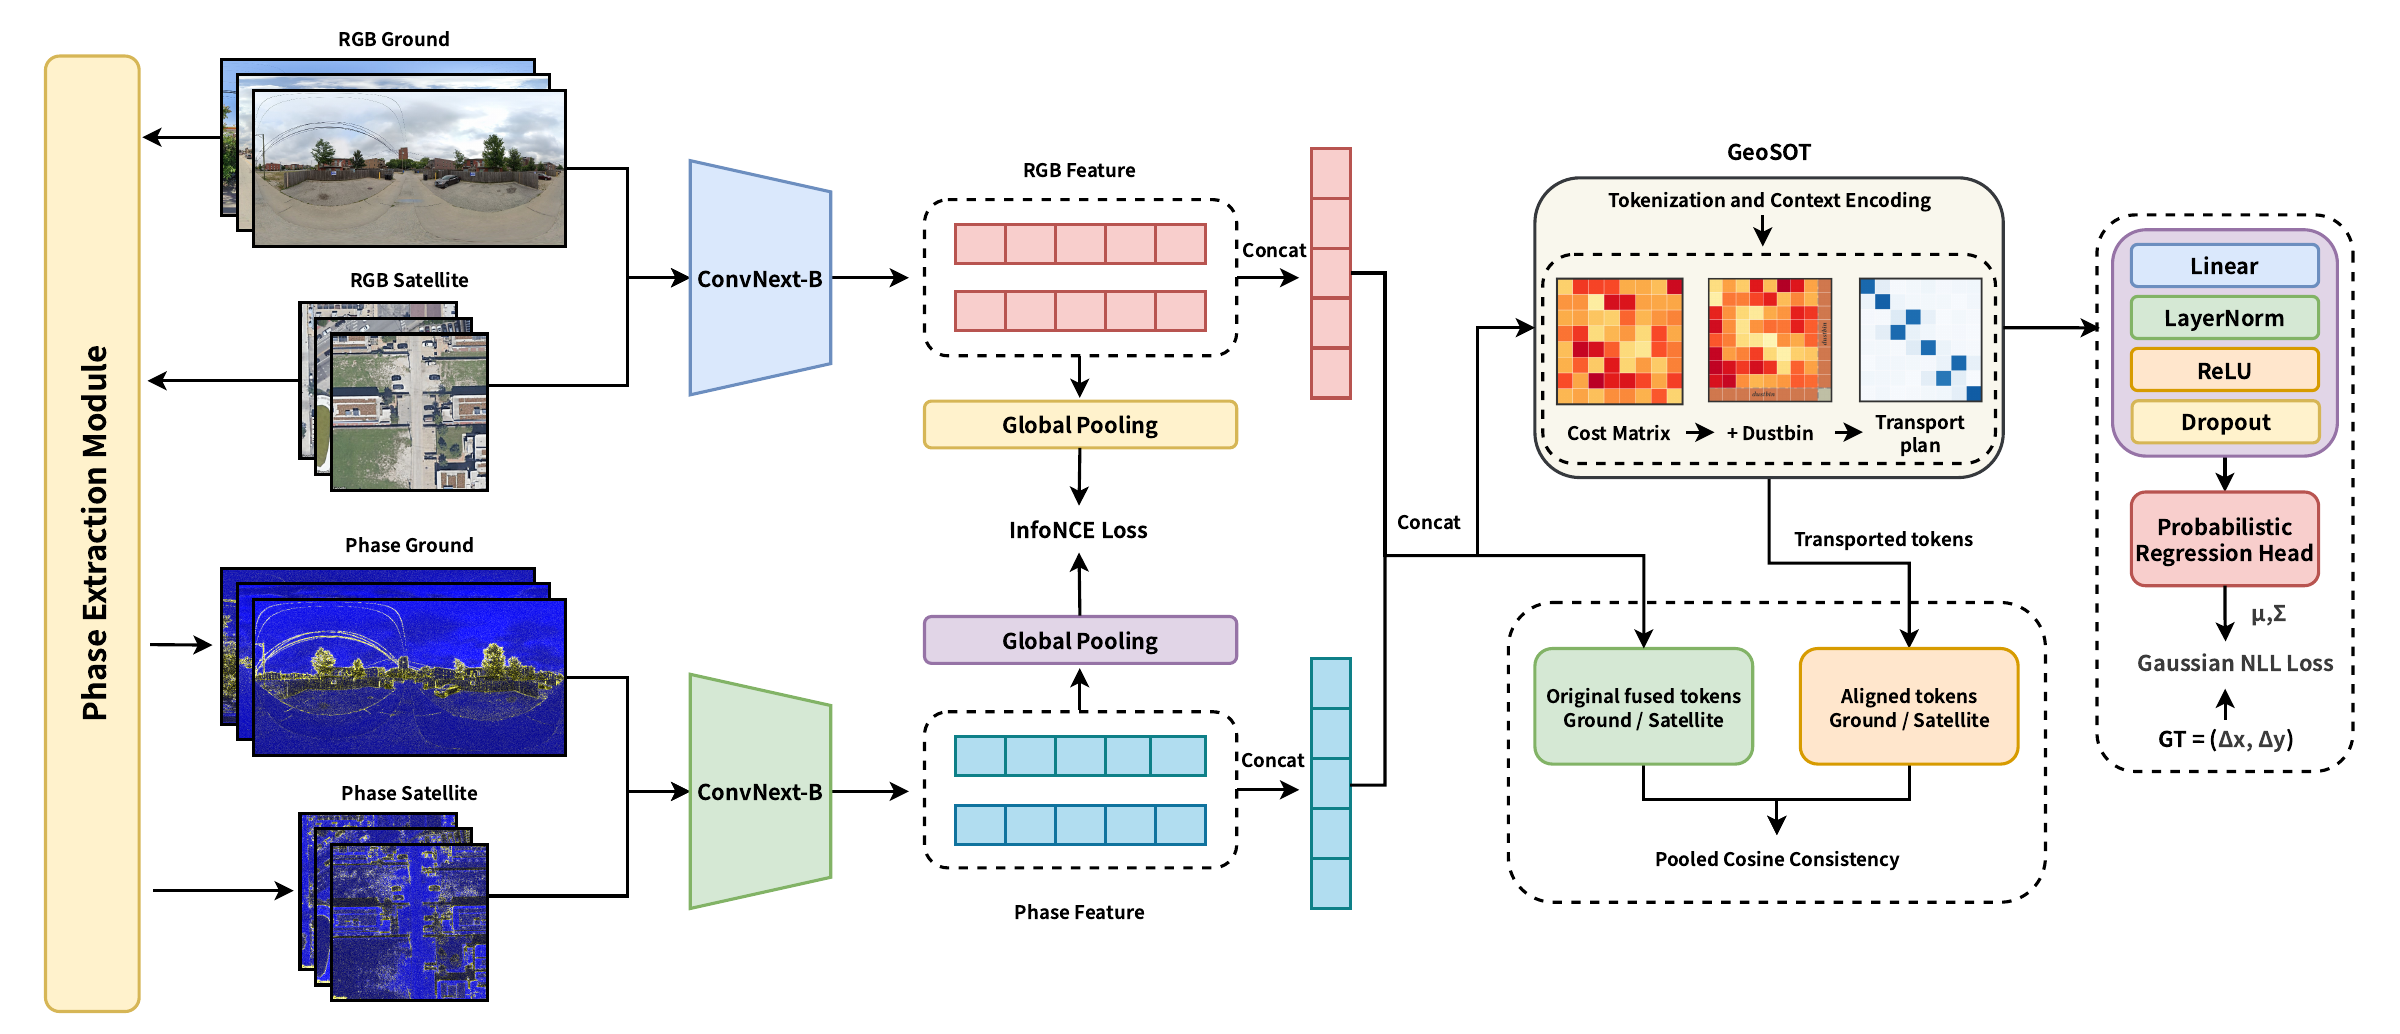 Phase Extraction Module
RGB Ground
RGB Satellite
Phase Ground
Phase Satellite
ConvNext-B
ConvNext-B
RGB Feature
Global Pooling
InfoNCE Loss
Global Pooling
Phase Feature
Concat
Concat
Concat
GeoSOT
Tokenization and Context Encoding
dustbin
dustbin
Cost Matrix
+ Dustbin
Transport
plan
Transported tokens
Original fused tokens
Ground / Satellite
Aligned tokens
Ground / Satellite
Pooled Cosine Consistency
Linear
LayerNorm
ReLU
Dropout
Probabilistic
Regression Head
μ,Σ
Gaussian NLL Loss
GT = (Δx, Δy)